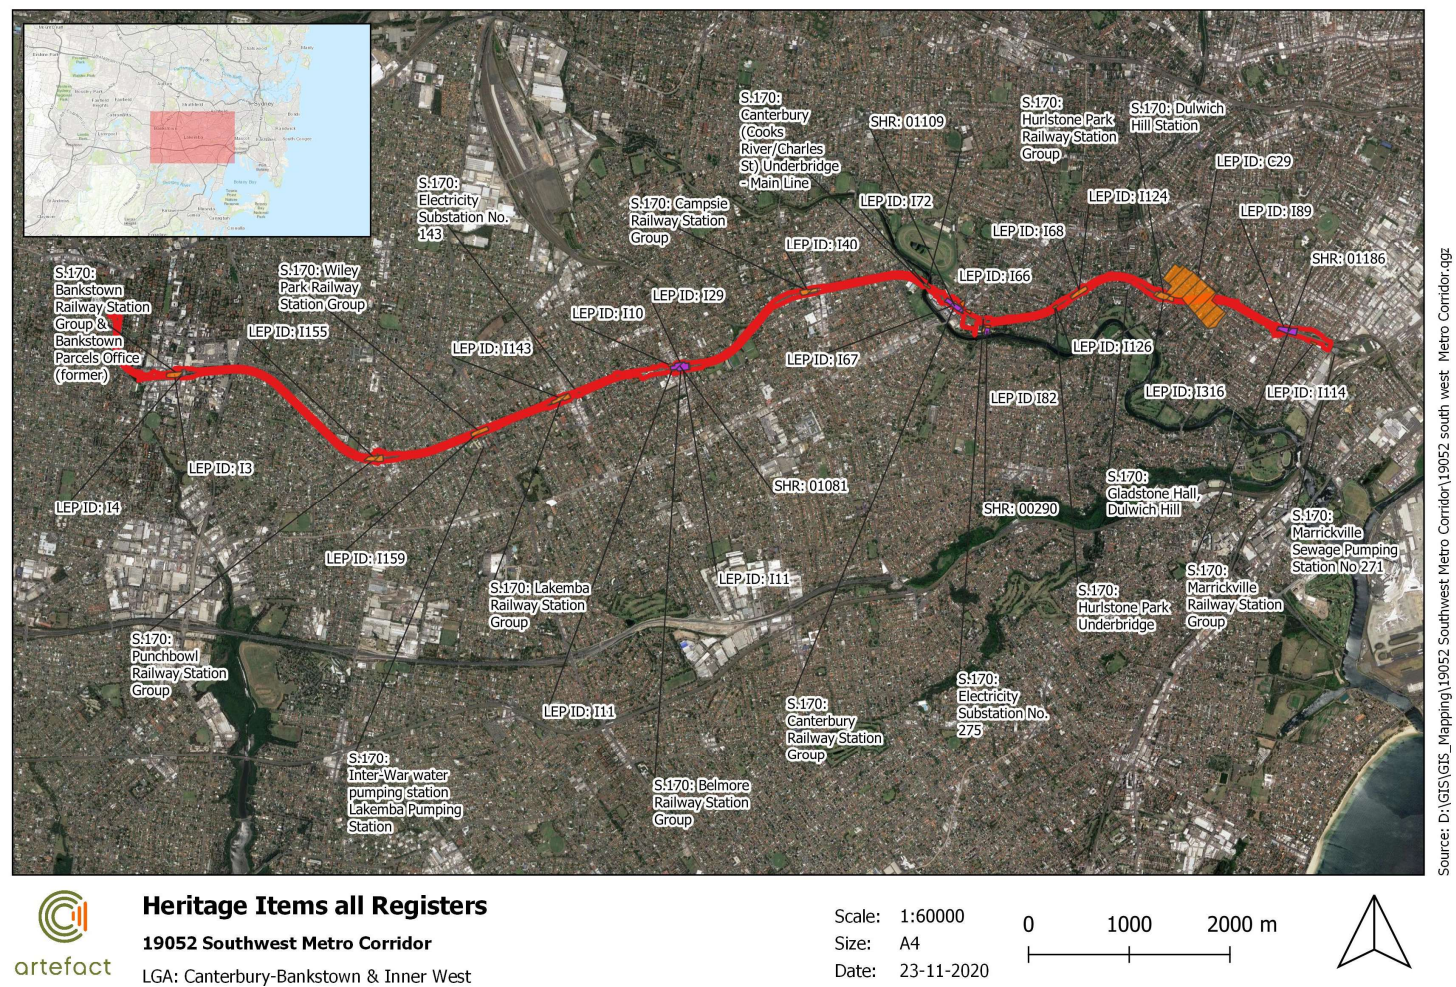 S.170:
Canterbury
(Cooks
River/Charles
St) Underbridge
- Main Line
SHR: 01109
S.170:
Hurlstone Park
Railway Station
Group
S.170: Dulwich
Hill Station
LEP ID: C29
S.170:
Electricity
Substation No.
143
S.170: Campsie
Railway Station
Group
LEP ID: I72
LEP ID: I124
LEP ID: I89
LEP ID: I40
LEP ID: I68
SHR: 01186
S.170:
Bankstown
Railway Station
Group &
Bankstown
Parcels Office
(former)
S.170: Wiley
Park Railway
Station Group
LEP ID: I66
LEP ID: I29
LEP ID: I10
LEP ID: I155
LEP ID: I143
LEP ID: I67
LEP ID: I126
LEP ID: I316
LEP ID: I114
LEP ID I82
LEP ID: I3
LEP ID: I4
SHR: 01081
SHR: 00290
S.170:
Gladstone Hall,
Dulwich Hill
S.170:
Marrickville
Sewage Pumping
Station No 271
LEP ID: I159
S.170: Lakemba
Railway Station
Group
LEP ID: I11
S.170:
Hurlstone Park
Underbridge
S.170:
Marrickville
Railway Station
Group
S.170:
Punchbowl
Railway Station
Group
LEP ID: I11
S.170:
Canterbury
Railway Station
Group
S.170:
Electricity
Substation No.
275
S.170:
Inter-War water
pumping station
Lakemba Pumping
Station
S.170: Belmore
Railway Station
Group
Source: D:\GIS\GIS_Mapping\19052 Southwest Metro Corridor\19052 south west Metro Corridor.qgz
artefact
Heritage Items all Registers
19052 Southwest Metro Corridor
LGA: Canterbury-Bankstown & Inner West
Scale: 1:60000
Size: A4
Date: 23-11-2020
0 1000 2000 m